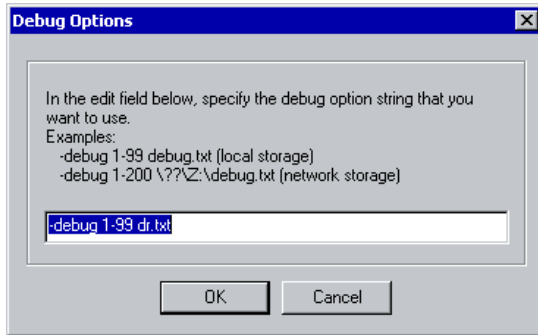 Debug Options
In the edit field below, specify the debug option string that you
want to use.
Examples:
-debug 1-99 debug.txt (local storage)
-debug 1-200 \??\Z:\debug.txt (network storage)
-debug 1-99 dr.txt
OK
Cancel